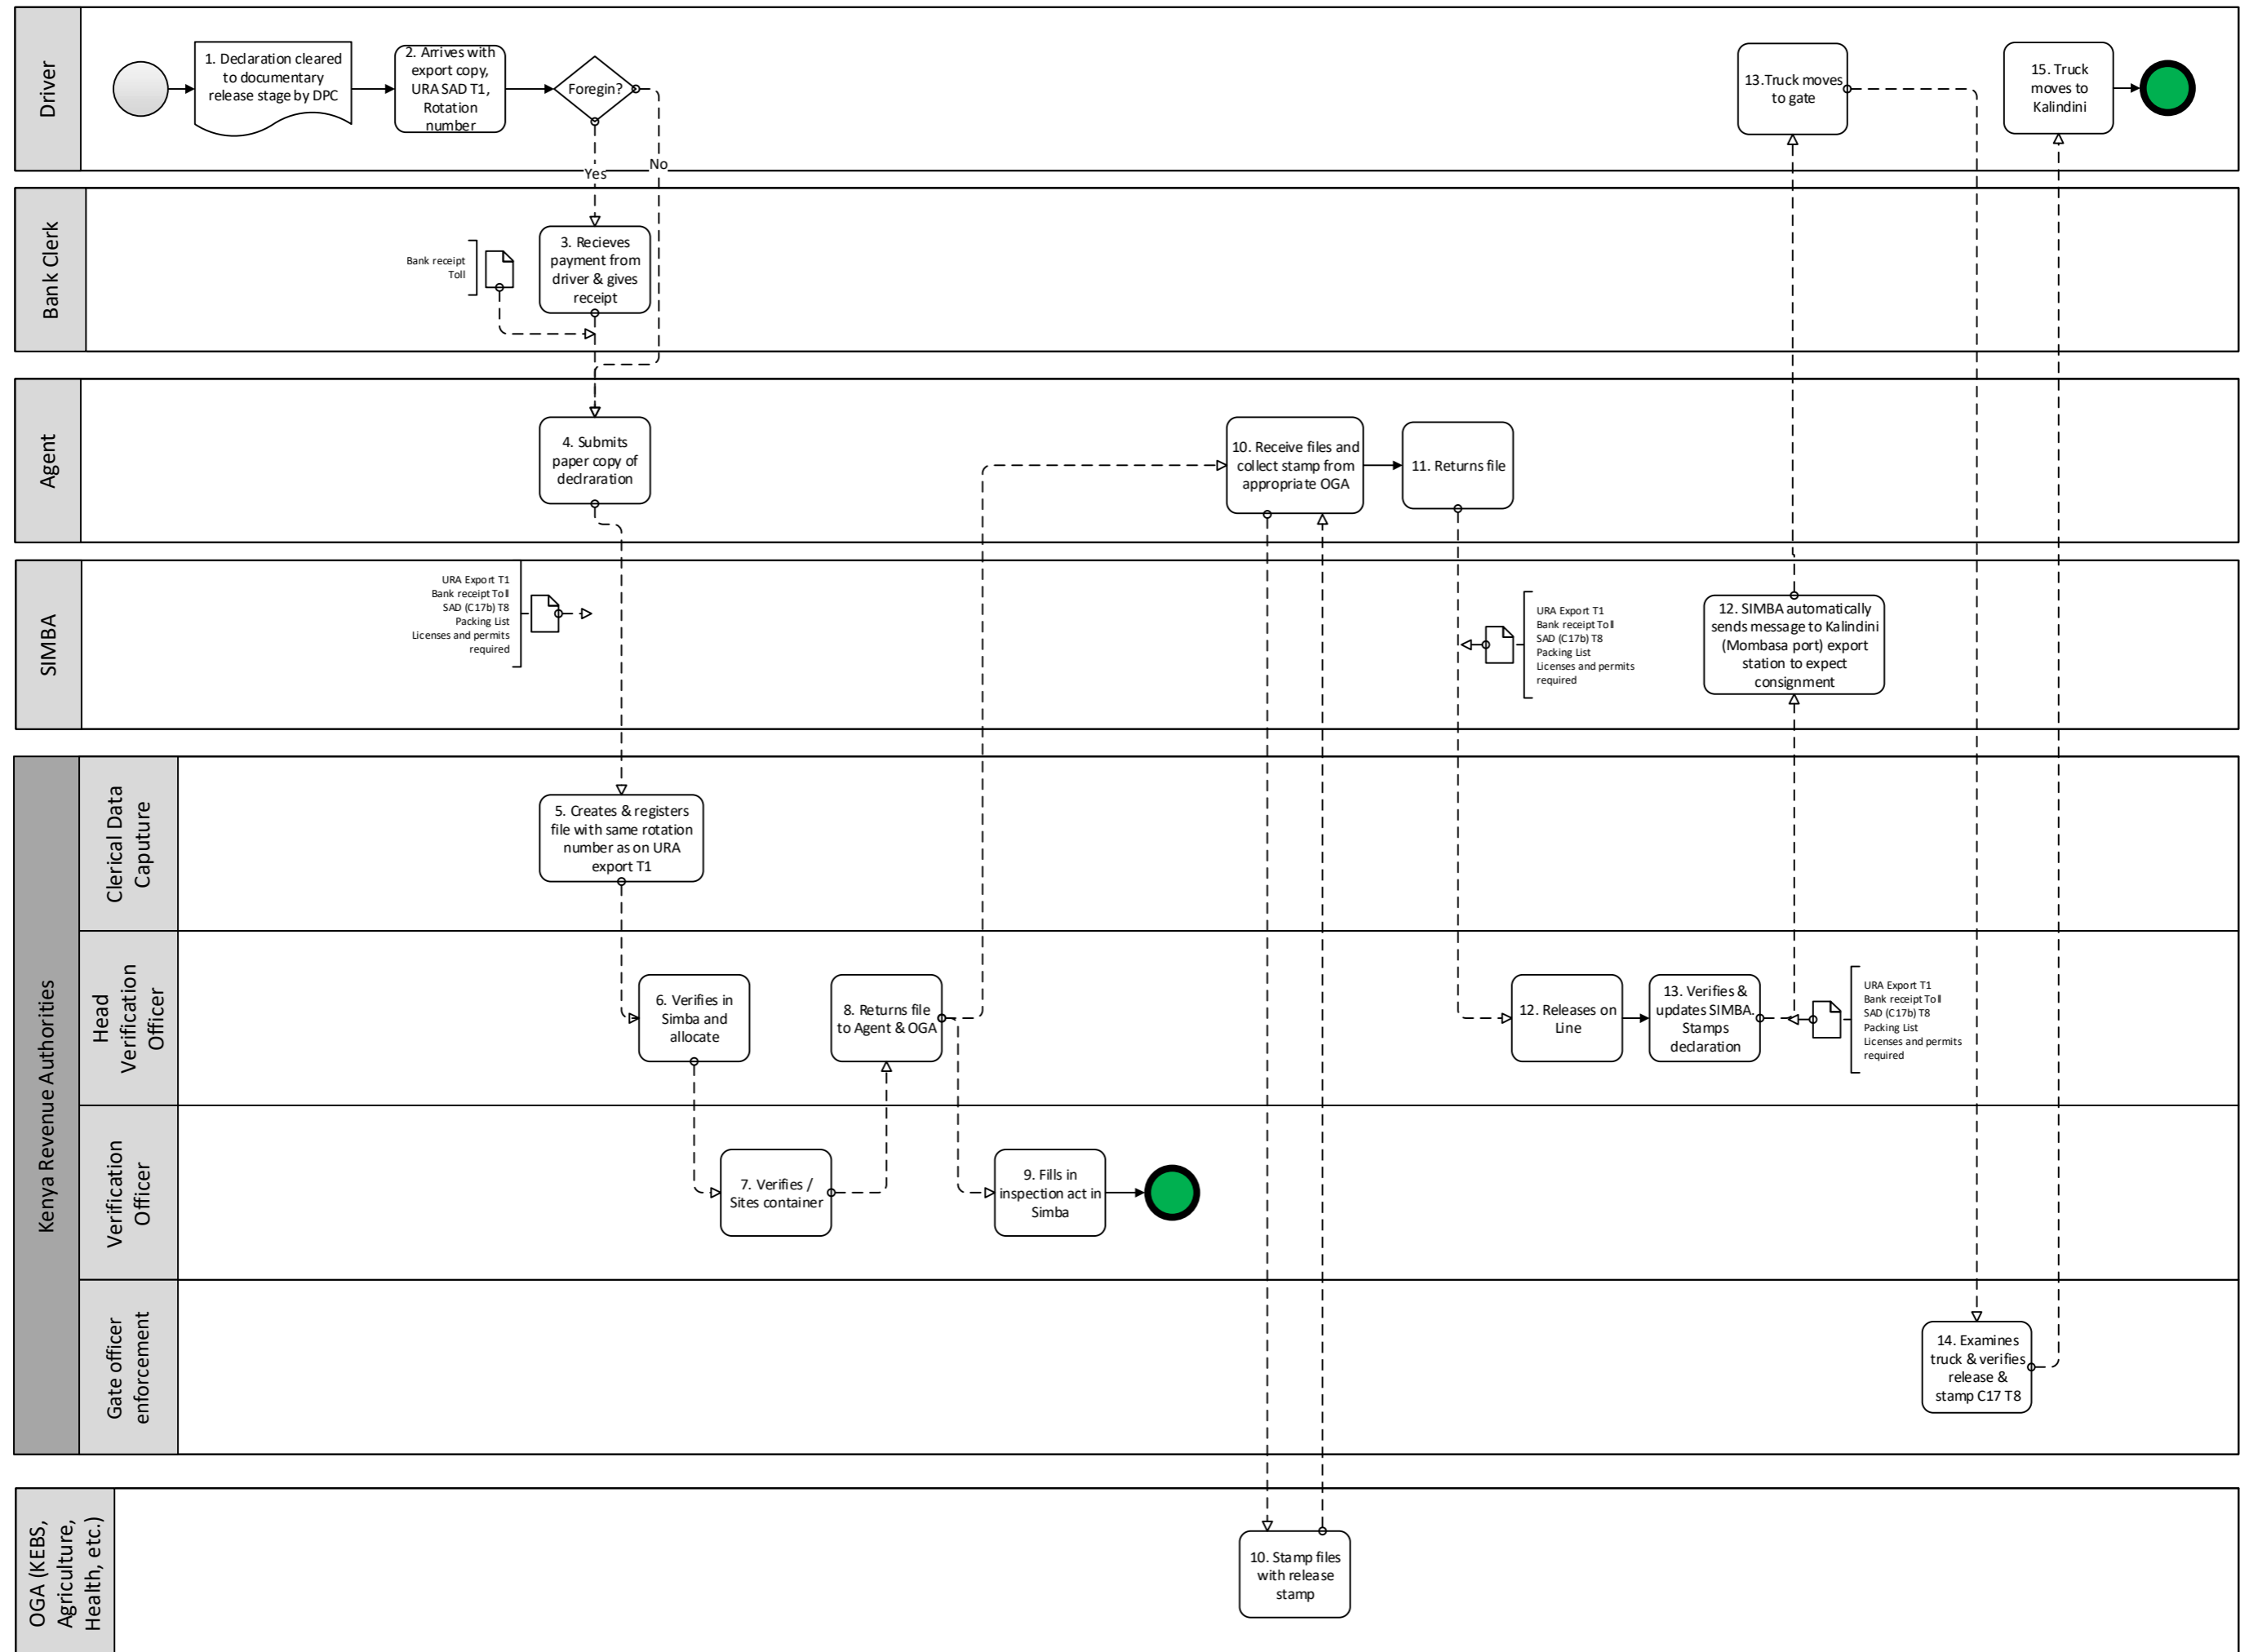 Driver
1. Declaration cleared
to documentary
release stage by DPC
2. Arrives with
export copy,
URA SAD T1,
Rotation
number
Foregin?
Yes
No
13.Truck moves
to gate
15. Truck
moves to
Kalindini
Bank Clerk
Bank receipt
Toll
3. Recieves
payment from
driver & gives
receipt
Agent
4. Submits
paper copy of
declraration
10. Receive files and
collect stamp from
appropriate OGA
11. Returns file
SIMBA
URA Export T1
Bank receipt Toll
SAD (C17b) T8
Packing List
Licenses and permits
required
URA Export T1
Bank receipt Toll
SAD (C17b) T8
Packing List
Licenses and permits
required
12. SIMBA automatically
sends message to Kalindini
(Mombasa port) export
station to expect
consignment
Kenya Revenue Authorities
Clerical Data
Caputure
5. Creates & registers
file with same rotation
number as on URA
export T1
Head
Verification
Officer
6. Verifies in
Simba and
allocate
8. Returns file
to Agent & OGA
12. Releases on
Line
13. Verifies &
updates SIMBA.
Stamps
declaration
URA Export T1
Bank receipt Toll
SAD (C17b) T8
Packing List
Licenses and permits
required
Verification
Officer
7. Verifies /
Sites container
9. Fills in
inspection act in
Simba
Gate officer
enforcement
14. Examines
truck & verifies
release &
stamp C17 T8
OGA (KEBS,
Agriculture,
Health, etc.)
10. Stamp files
with release
stamp